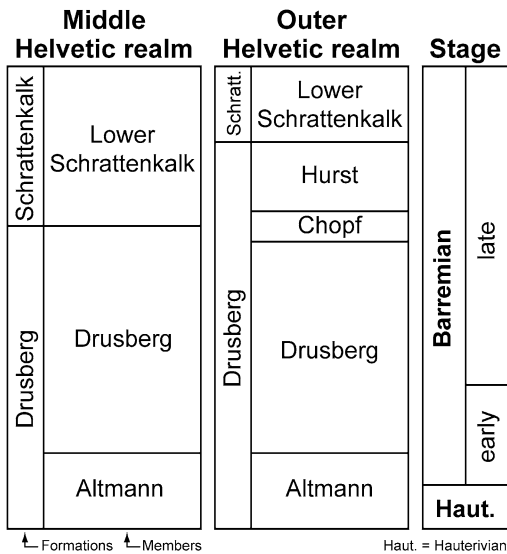 Middle
Helvetic realm
Outer
Helvetic realm
Stage
Schrattenkalk
Lower
Schrattenkalk
Drusberg
Drusberg
Altmann
Schratt.
Lower
Schrattenkalk
Drusberg
Hurst
Chopf
Drusberg
Altmann
Barremian
late
early
Haut.
Formations
Members
Haut. = Hauterivian